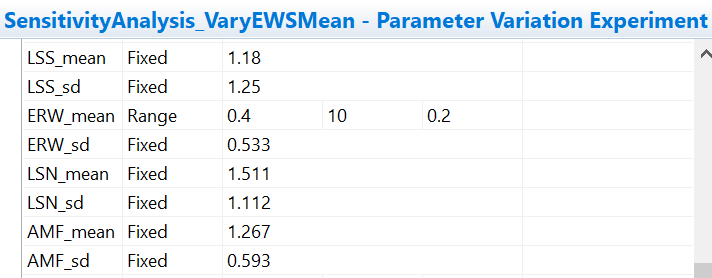 SensitivityAnalysis_VaryEWSMean - Parameter Variation Experiment
LSS_mean Fixed 1.18
LSS_sd Fixed 1.25
ERW_mean Range 0.4 10 0.2
ERW_sd Fixed 0.533
LSN_mean Fixed 1.511
LSN_sd Fixed 1.112
AMF_mean Fixed 1.267
AMF_sd Fixed 0.593